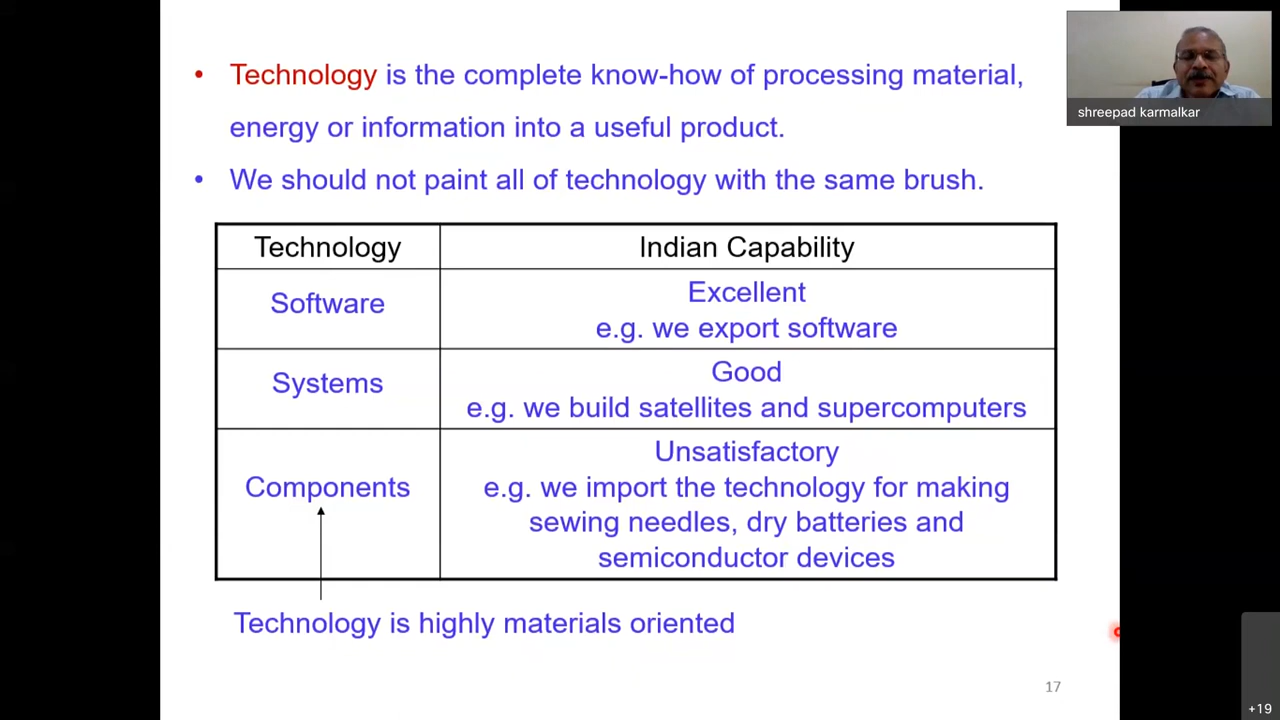 • Technology is the complete know-how of processing material,
energy or information into a useful product.
• We should not paint all of technology with the same brush.
Technology
Indian Capability
Software
Excellent
e.g. we export software
Systems
Good
e.g. we build satellites and supercomputers
Components
Unsatisfactory
e.g. we import the technology for making
sewing needles, dry batteries and
semiconductor devices
Technology is highly materials oriented
17
shreepad karmalkar
+19